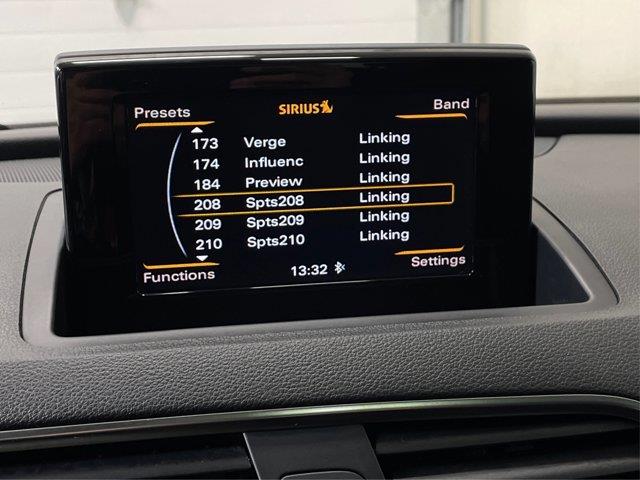 Presets SIRIUS Band
173 Verge Linking
174 Influenc Linking
184 Preview Linking
208 Spts208 Linking
209 Spts209 Linking
210 Spts210 Linking
Functions 13:32 Settings